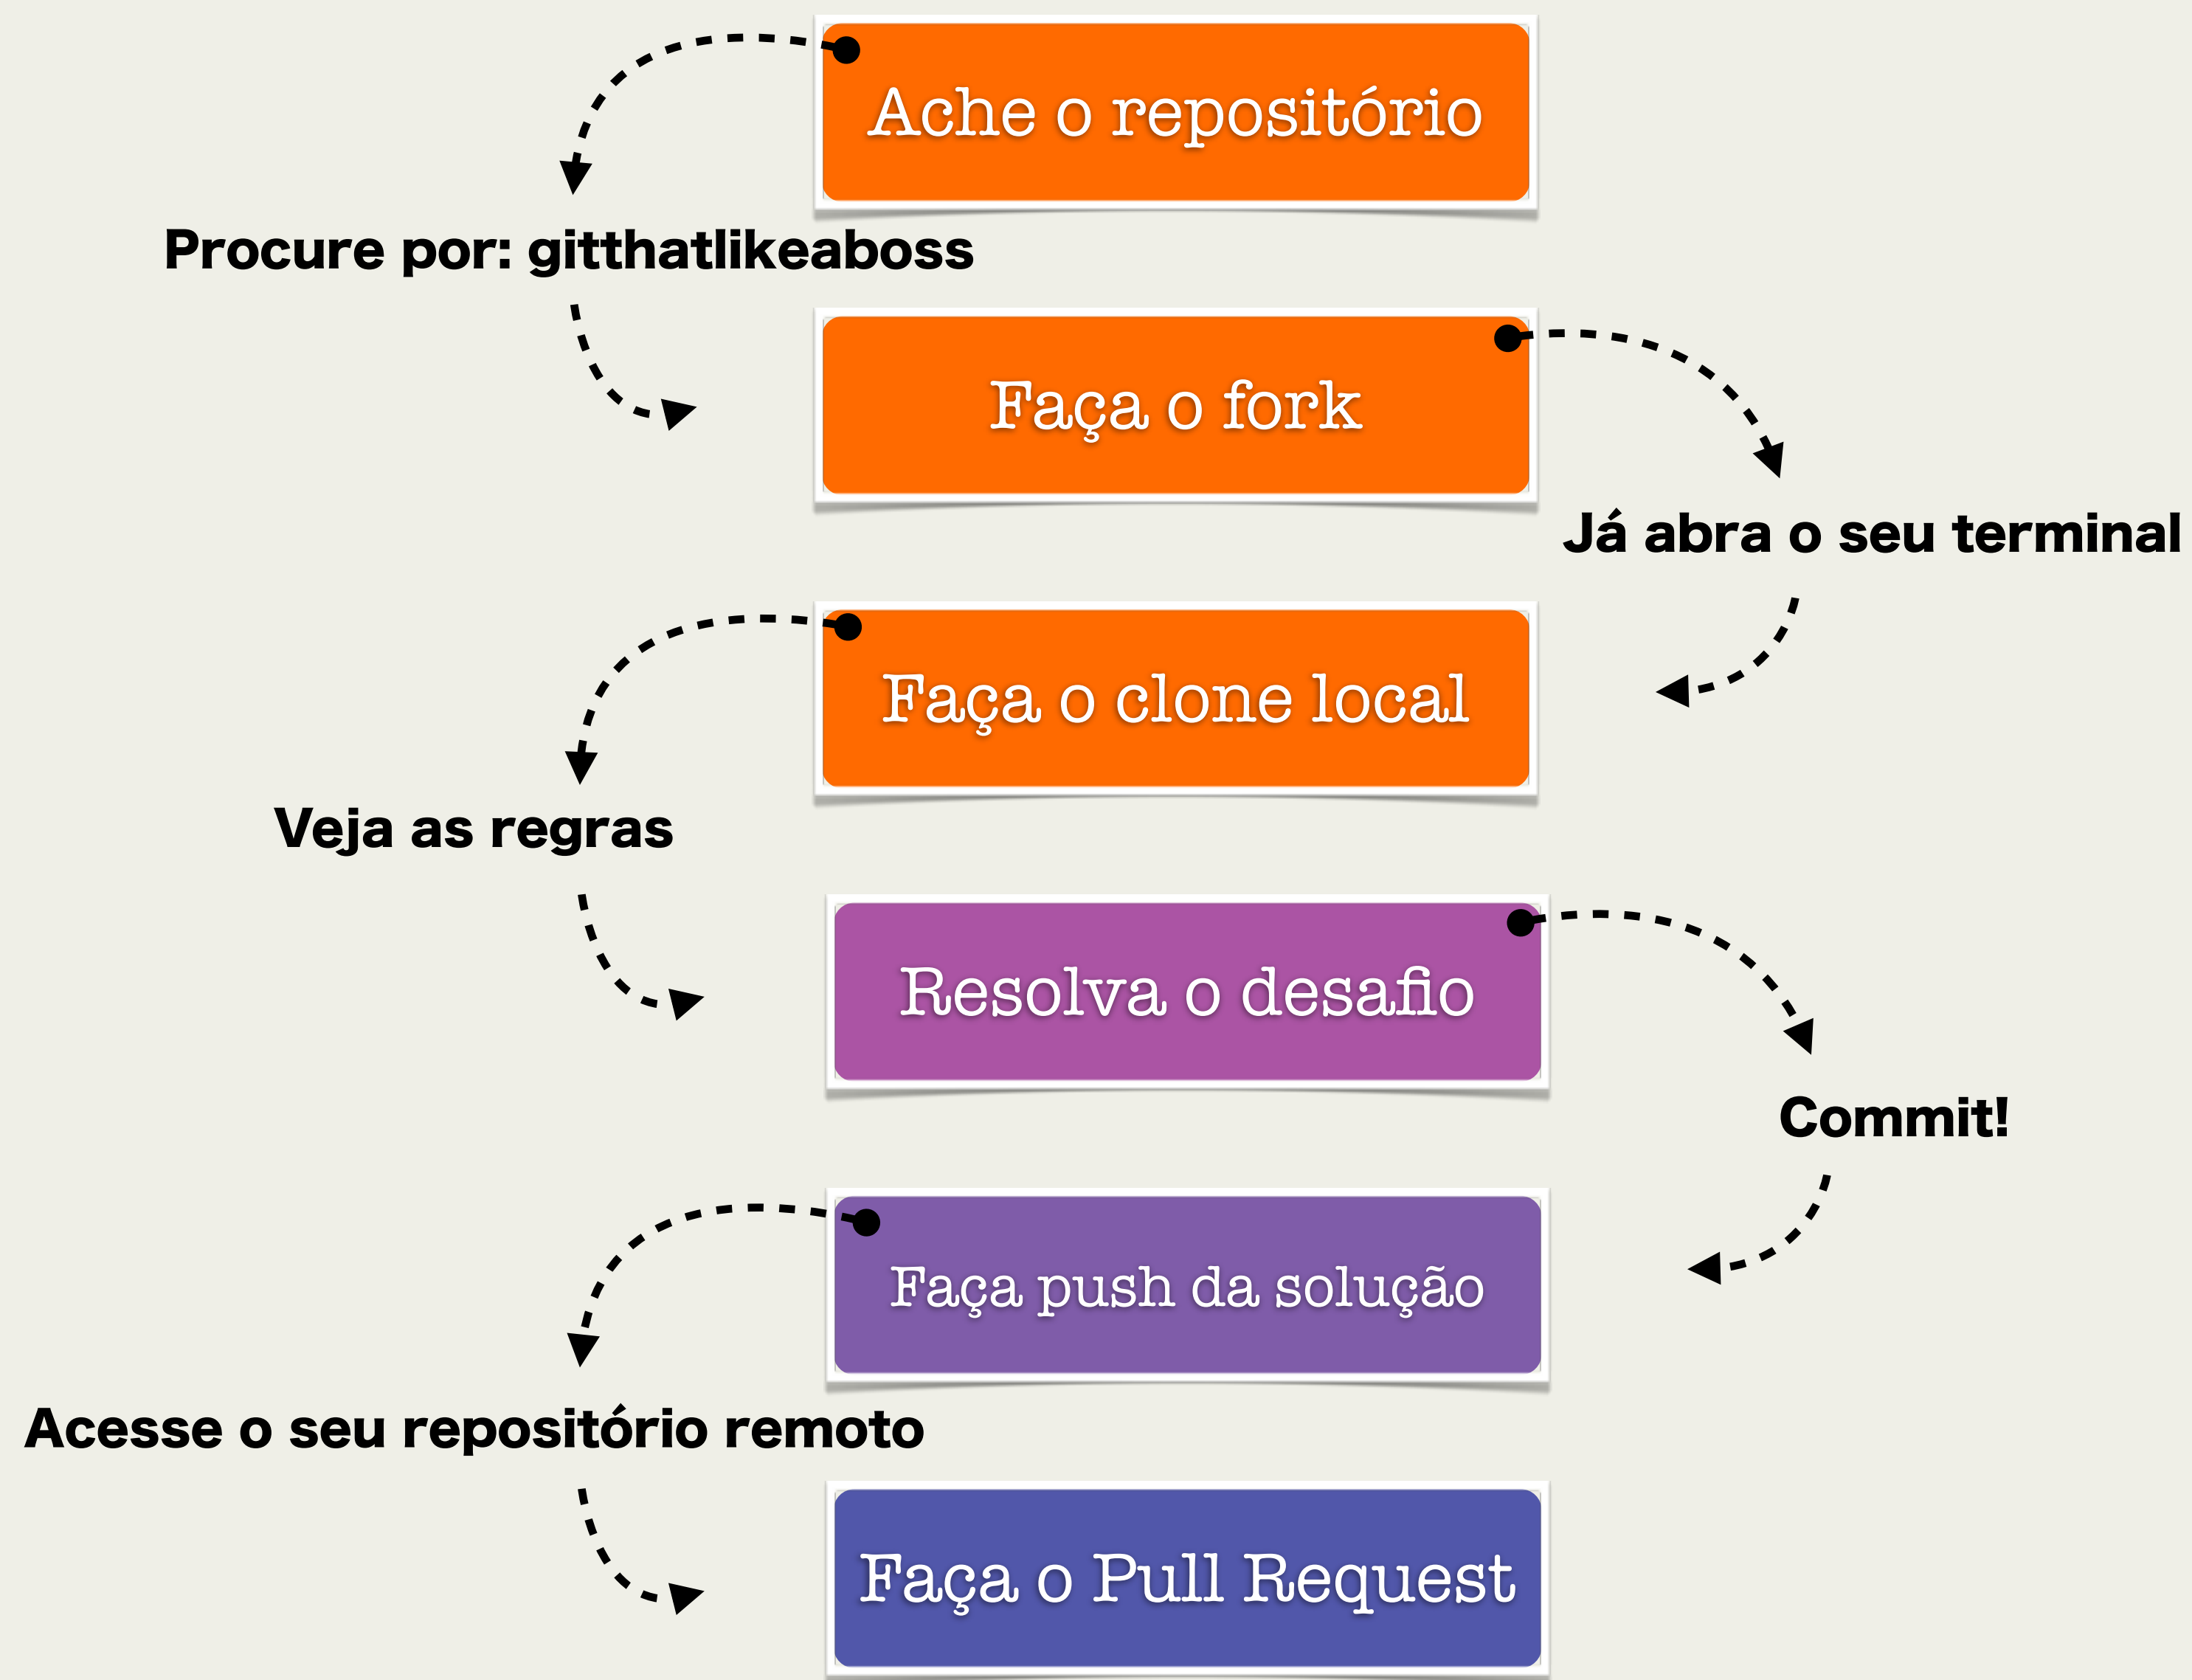 Ache o repositório
Procure por: gitthatlikeaboss
Faça o fork
Já abra o seu terminal
Faça o clone local
Veja as regras
Resolva o desafio
Commit!
Faça push da solução
Acesse o seu repositório remoto
Faça o Pull Request